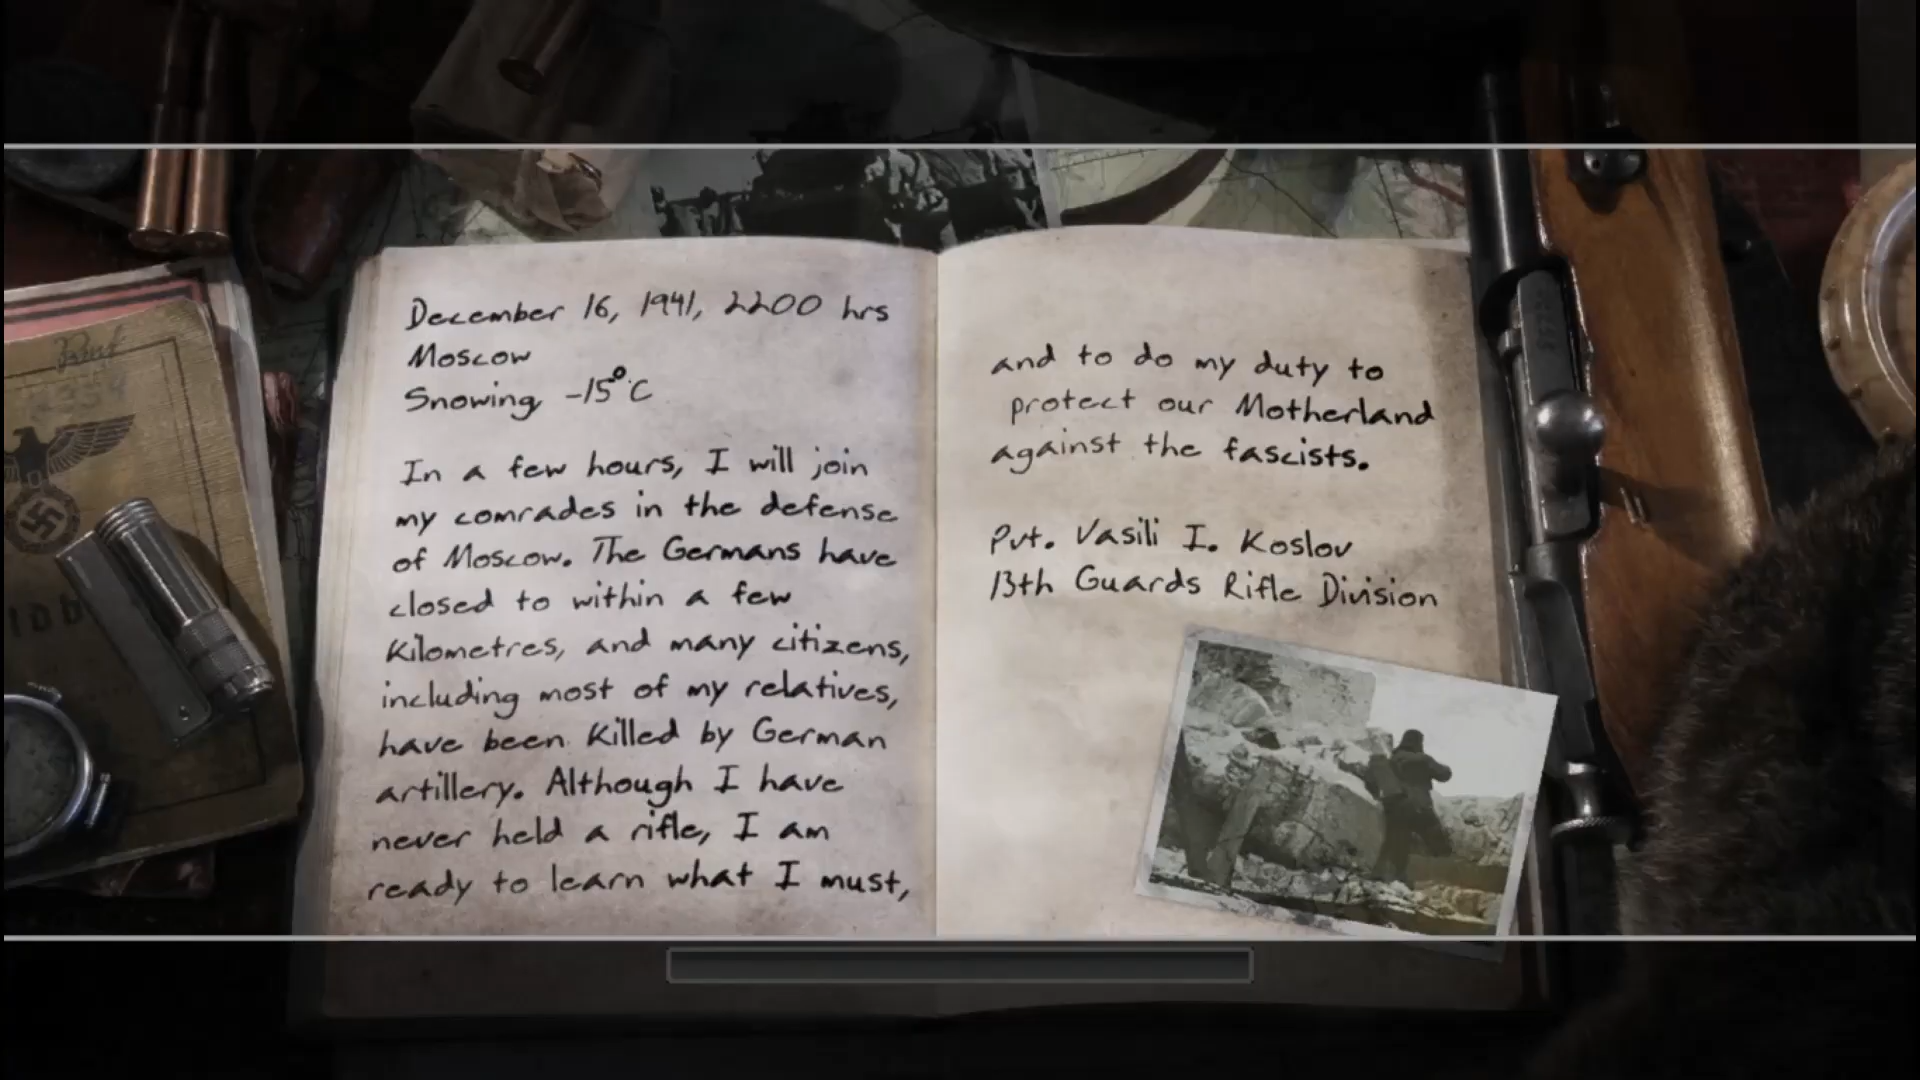 December 16, 1941, 2200 hrs
Moscow
Snowing -15°C
In a few hours, I will join
my comrades in the defense
of Moscow. The Germans have
closed to within a few
kilometres, and many citizens,
including most of my relatives,
have been killed by German
artillery. Although I have
never held a rifle, I am
ready to learn what I must,
and to do my duty to
protect our Motherland
against the fascists.
Pvt. Vasili I. Koslov
13th Guards Rifle Division